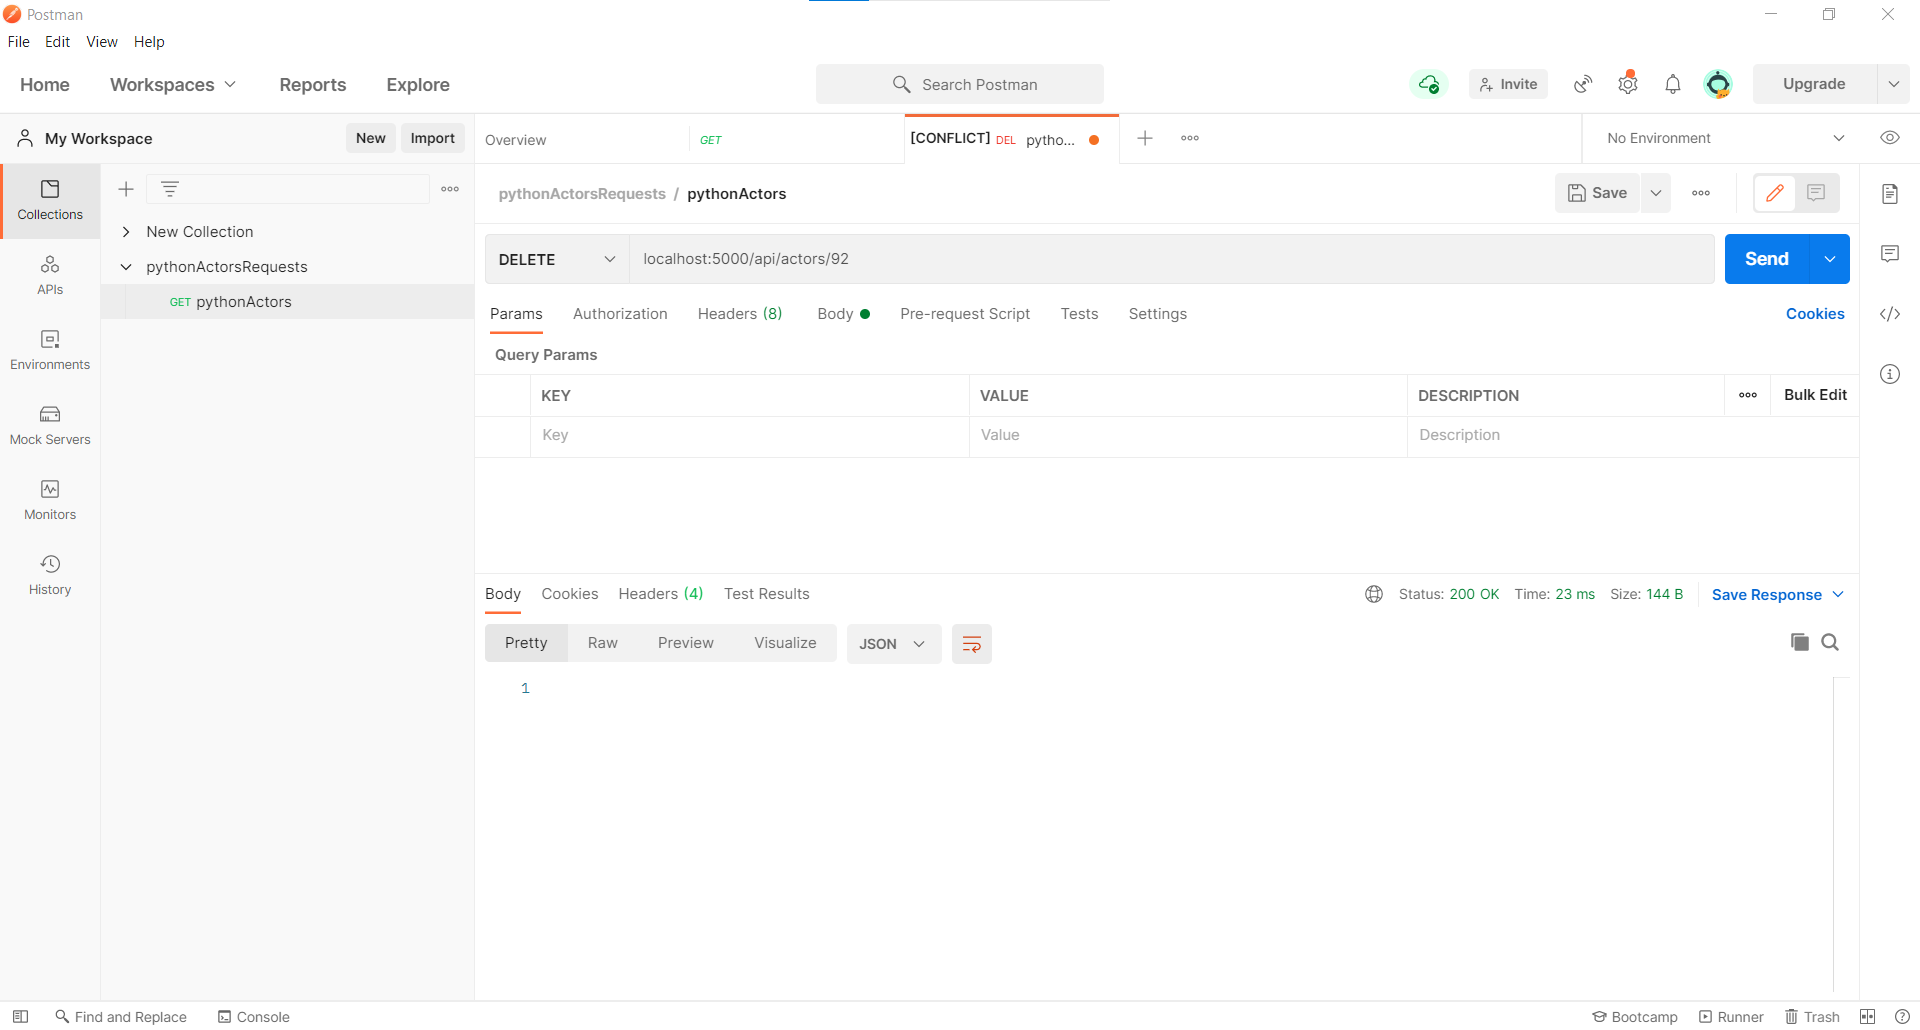 Postman
File Edit View Help
Home Workspaces Reports Explore Search Postman Invite Upgrade
My Workspace New Import Overview GET [CONFLICT] DEL pytho... No Environment
pythonActorsRequests / pythonActors Save
Collections
New Collection
pythonActorsRequests
GET pythonActors
APIs
Environments
Mock Servers
Monitors
History
DELETE localhost:5000/api/actors/92 Send
Params Authorization Headers (8) Body Pre-request Script Tests Settings Cookies
Query Params
KEY VALUE DESCRIPTION Bulk Edit
Key Value Description
Body Cookies Headers (4) Test Results Status: 200 OK Time: 23 ms Size: 144 B Save Response
Pretty Raw Preview Visualize JSON
1
Find and Replace Console Bootcamp Runner Trash